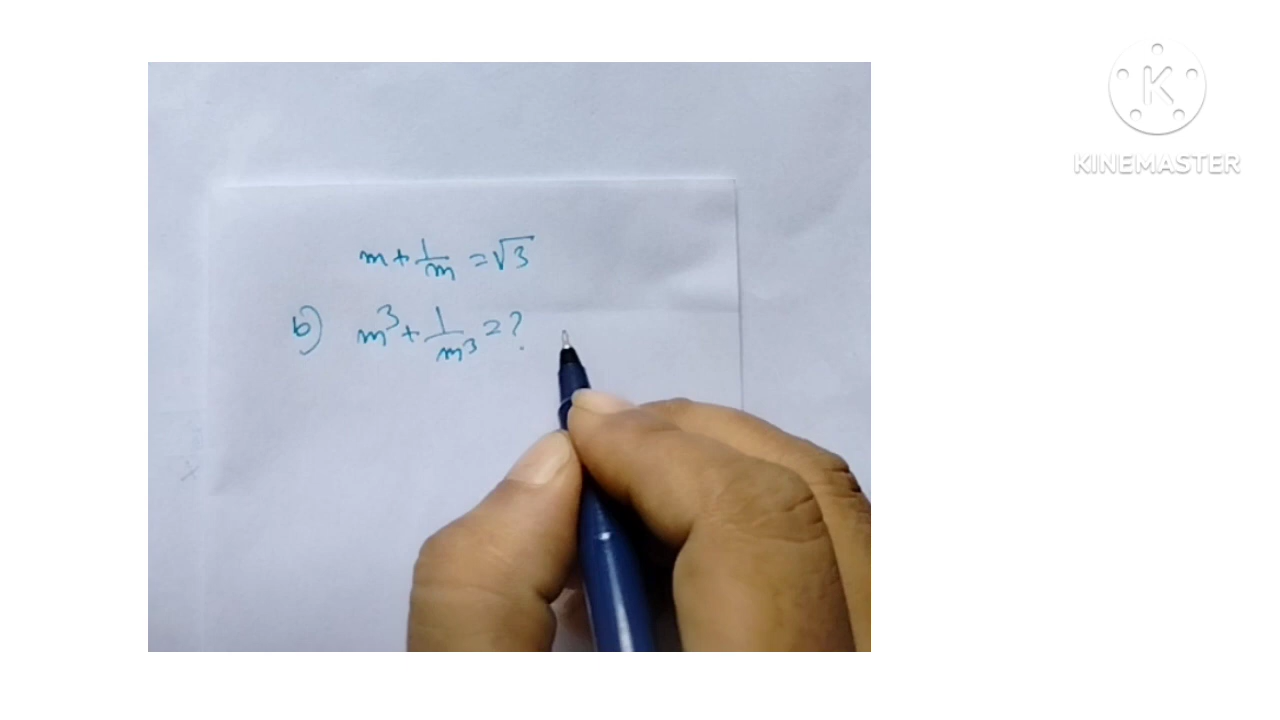 m + 1/m = √3
b) m³ + 1/m³ = ?
KINEMASTER